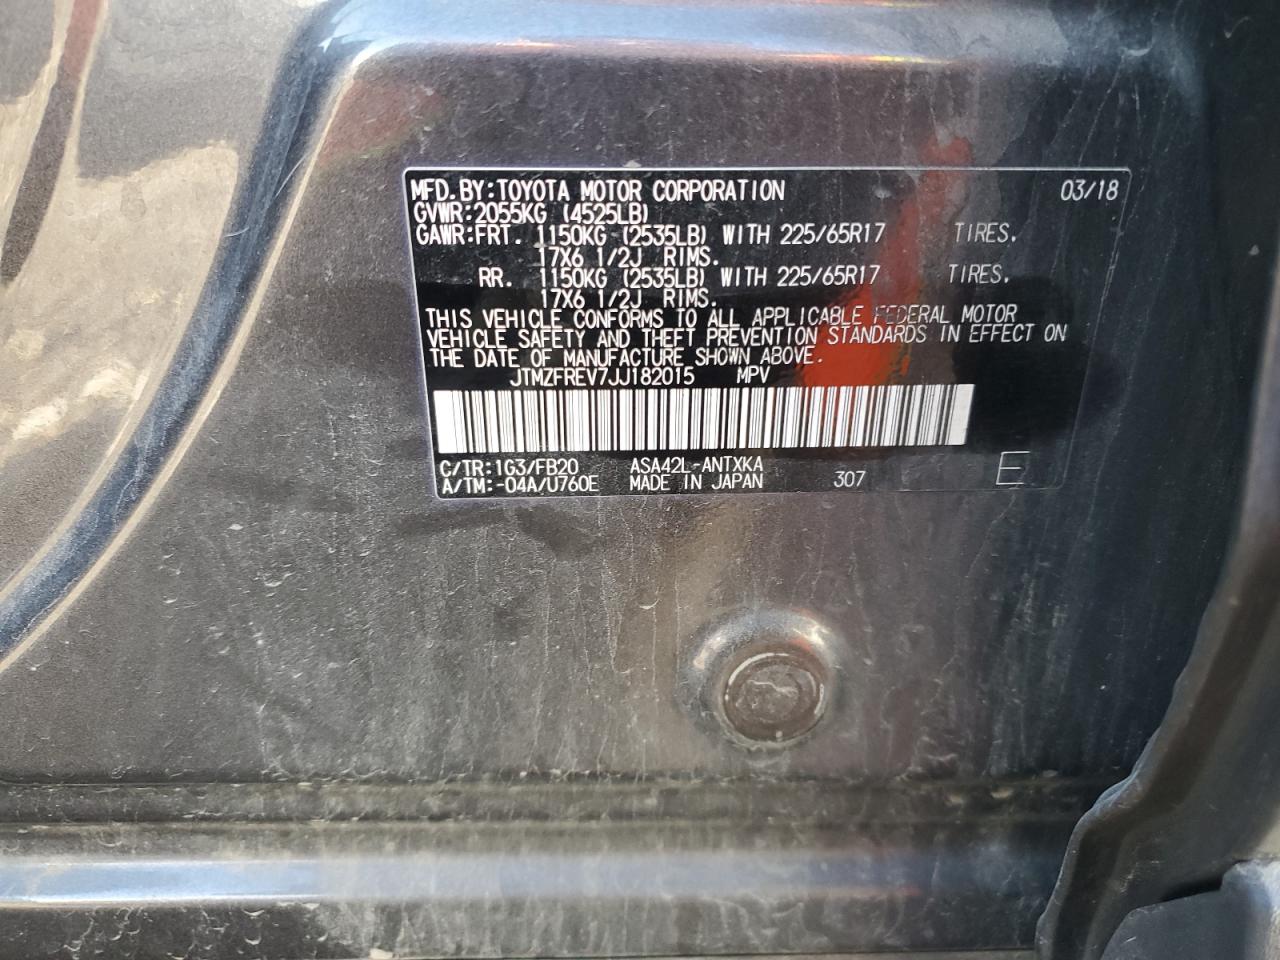 MFD.BY:TOYOTA MOTOR CORPORATION 03/18
GVWR:2055KG (4525LB)
GAWR:FRT. 1150KG (2535LB) WITH 225/65R17 TIRES.
17X6 1/2J RIMS.
RR. 1150KG (2535LB) WITH 225/65R17 TIRES.
17X6 1/2J RIMS.
THIS VEHICLE CONFORMS TO ALL APPLICABLE FEDERAL MOTOR
VEHICLE SAFETY AND THEFT PREVENTION STANDARDS IN EFFECT ON
THE DATE OF MANUFACTURE SHOWN ABOVE.
JTMZFREV7JJ182015 MPV
C/TR:1G3/FB20 ASA42L-ANTXKA
A/TM:-04A/U760E MADE IN JAPAN 307 E